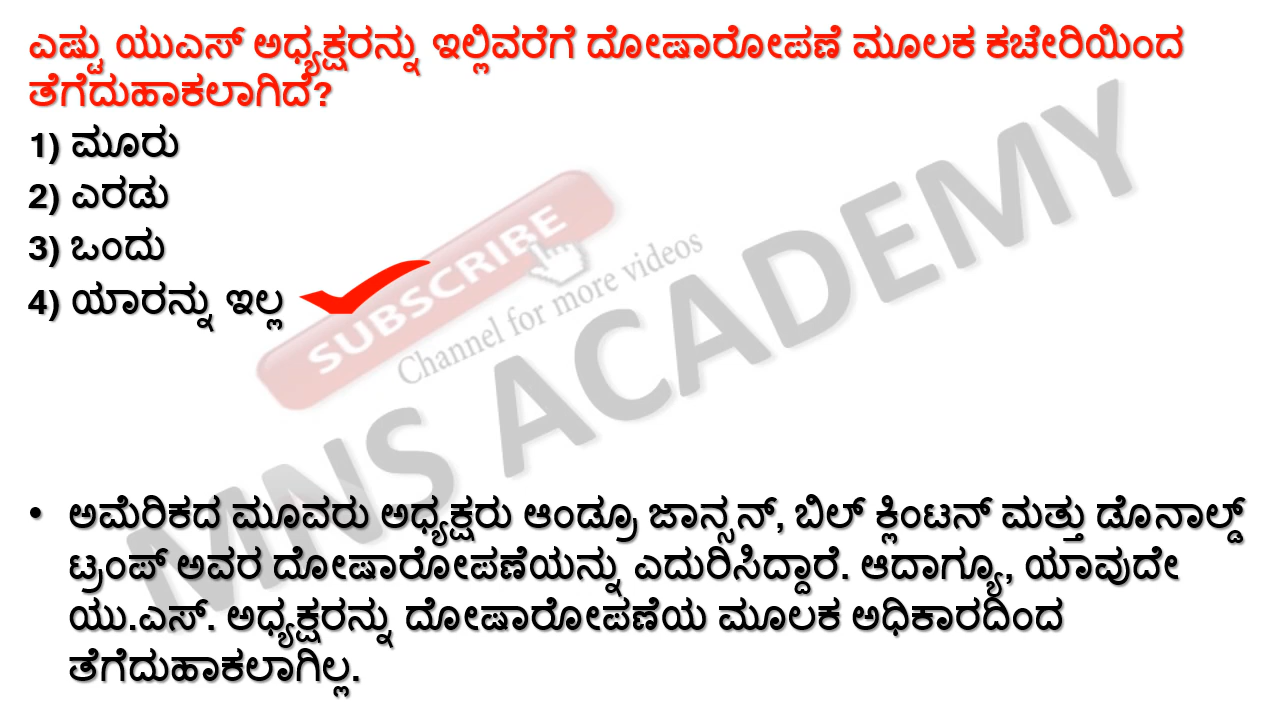 ಎಷ್ಟು ಯುಎಸ್ ಅಧ್ಯಕ್ಷರನ್ನು ಇಲ್ಲಿವರೆಗೆ ದೋಷಾರೋಪಣೆ ಮೂಲಕ ಕಚೇರಿಯಿಂದ
ತೆಗೆದುಹಾಕಲಾಗಿದೆ?
1) ಮೂರು
2) ಎರಡು
3) ಒಂದು
4) ಯಾರನ್ನು ಇಲ್ಲ
SUBSCRIBE
Channel for more videos
MNS ACADEMY
• ಅಮೆರಿಕದ ಮೂವರು ಅಧ್ಯಕ್ಷರು ಆಂಡ್ರ್ರೂ ಜಾನ್ಸನ್, ಬಿಲ್ ಕ್ಲಿಂಟನ್ ಮತ್ತು ಡೊನಾಲ್ಡ್
ಟ್ರಂಪ್ ಅವರ ದೋಷಾರೋಪಣೆಯನ್ನು ಎದುರಿಸಿದ್ದಾರೆ. ಆದಾಗ್ಯೂ, ಯಾವುದೇ
ಯು.ಎಸ್. ಅಧ್ಯಕ್ಷರನ್ನು ದೋಷಾರೋಪಣೆಯ ಮೂಲಕ ಅಧಿಕಾರದಿಂದ
ತೆಗೆದುಹಾಕಲಾಗಿಲ್ಲ.